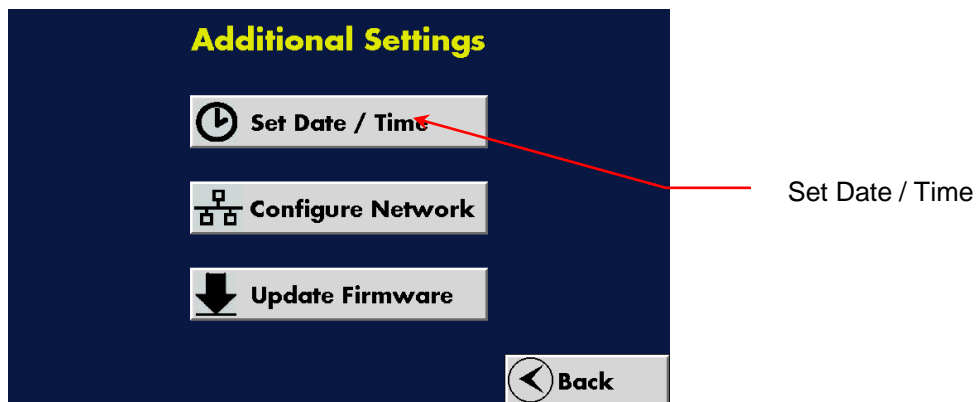 Additional Settings
Set Date / Time
Set Date / Time
Configure Network
Update Firmware
Back